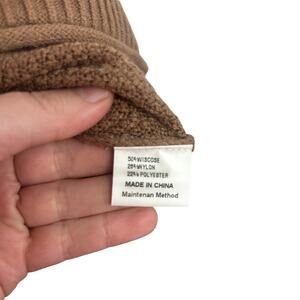 50%VISCOSE
28%NYLON
22% POLYESTER
MADE IN CHINA
Maintenan Method